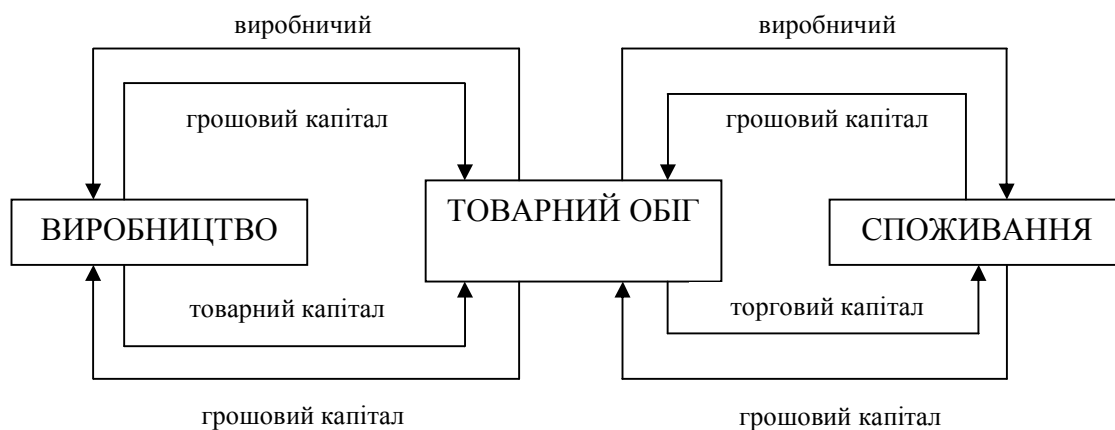 виробничий
виробничий
грошовий капітал
грошовий капітал
ВИРОБНИЦТВО
ТОВАРНИЙ ОБІГ
СПОЖИВАННЯ
товарний капітал
торговий капітал
грошовий капітал
грошовий капітал